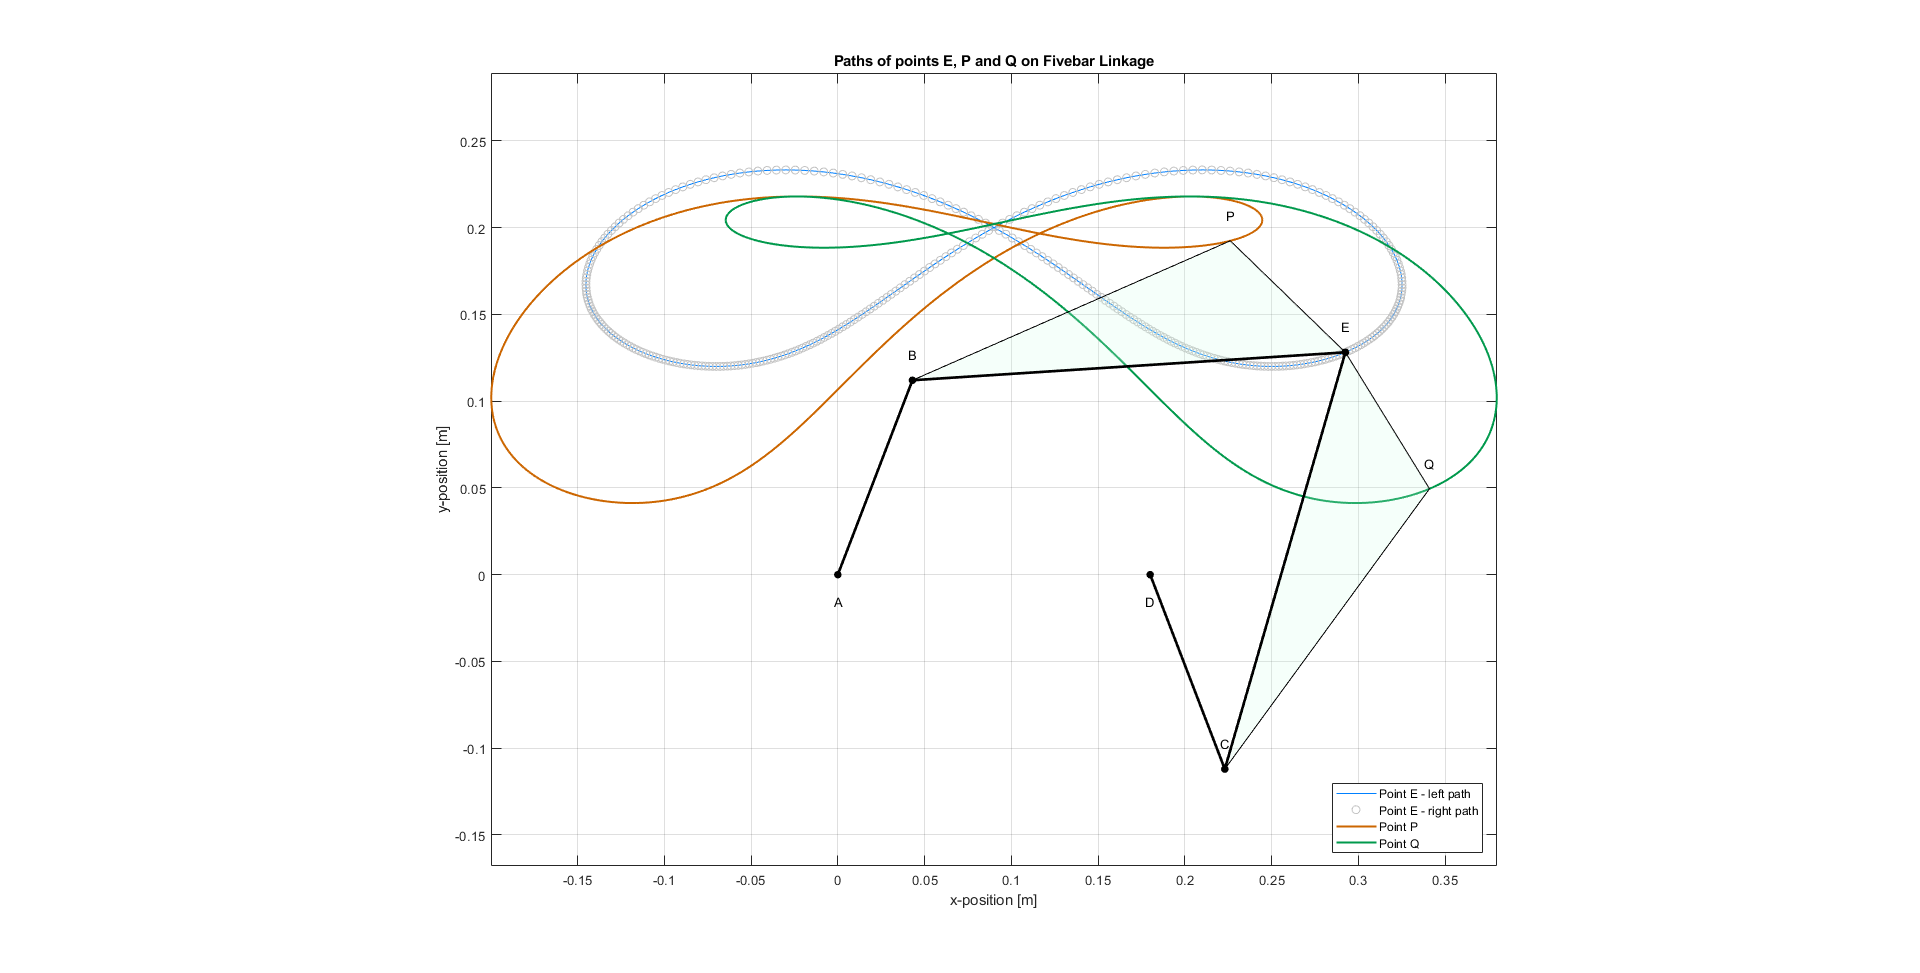 Paths of points E, P and Q on Fivebar Linkage
0.25
0.2
0.15
0.1
0.05
0
-0.05
-0.1
-0.15
y-position [m]
P
E
B
Q
A
D
C
Point E - left path
Point E - right path
Point P
Point Q
-0.15
-0.1
-0.05
0
0.05
0.1
0.15
0.2
0.25
0.3
0.35
x-position [m]